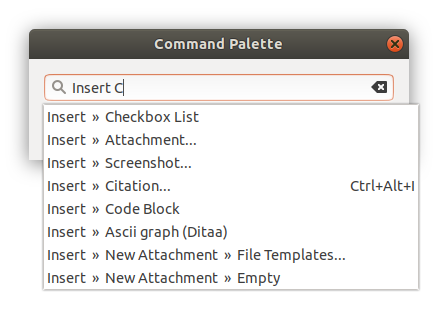 Command Palette
Insert C
Insert » Checkbox List
Insert » Attachment...
Insert » Screenshot...
Insert » Citation... Ctrl+Alt+I
Insert » Code Block
Insert » Ascii graph (Ditaa)
Insert » New Attachment » File Templates...
Insert » New Attachment » Empty